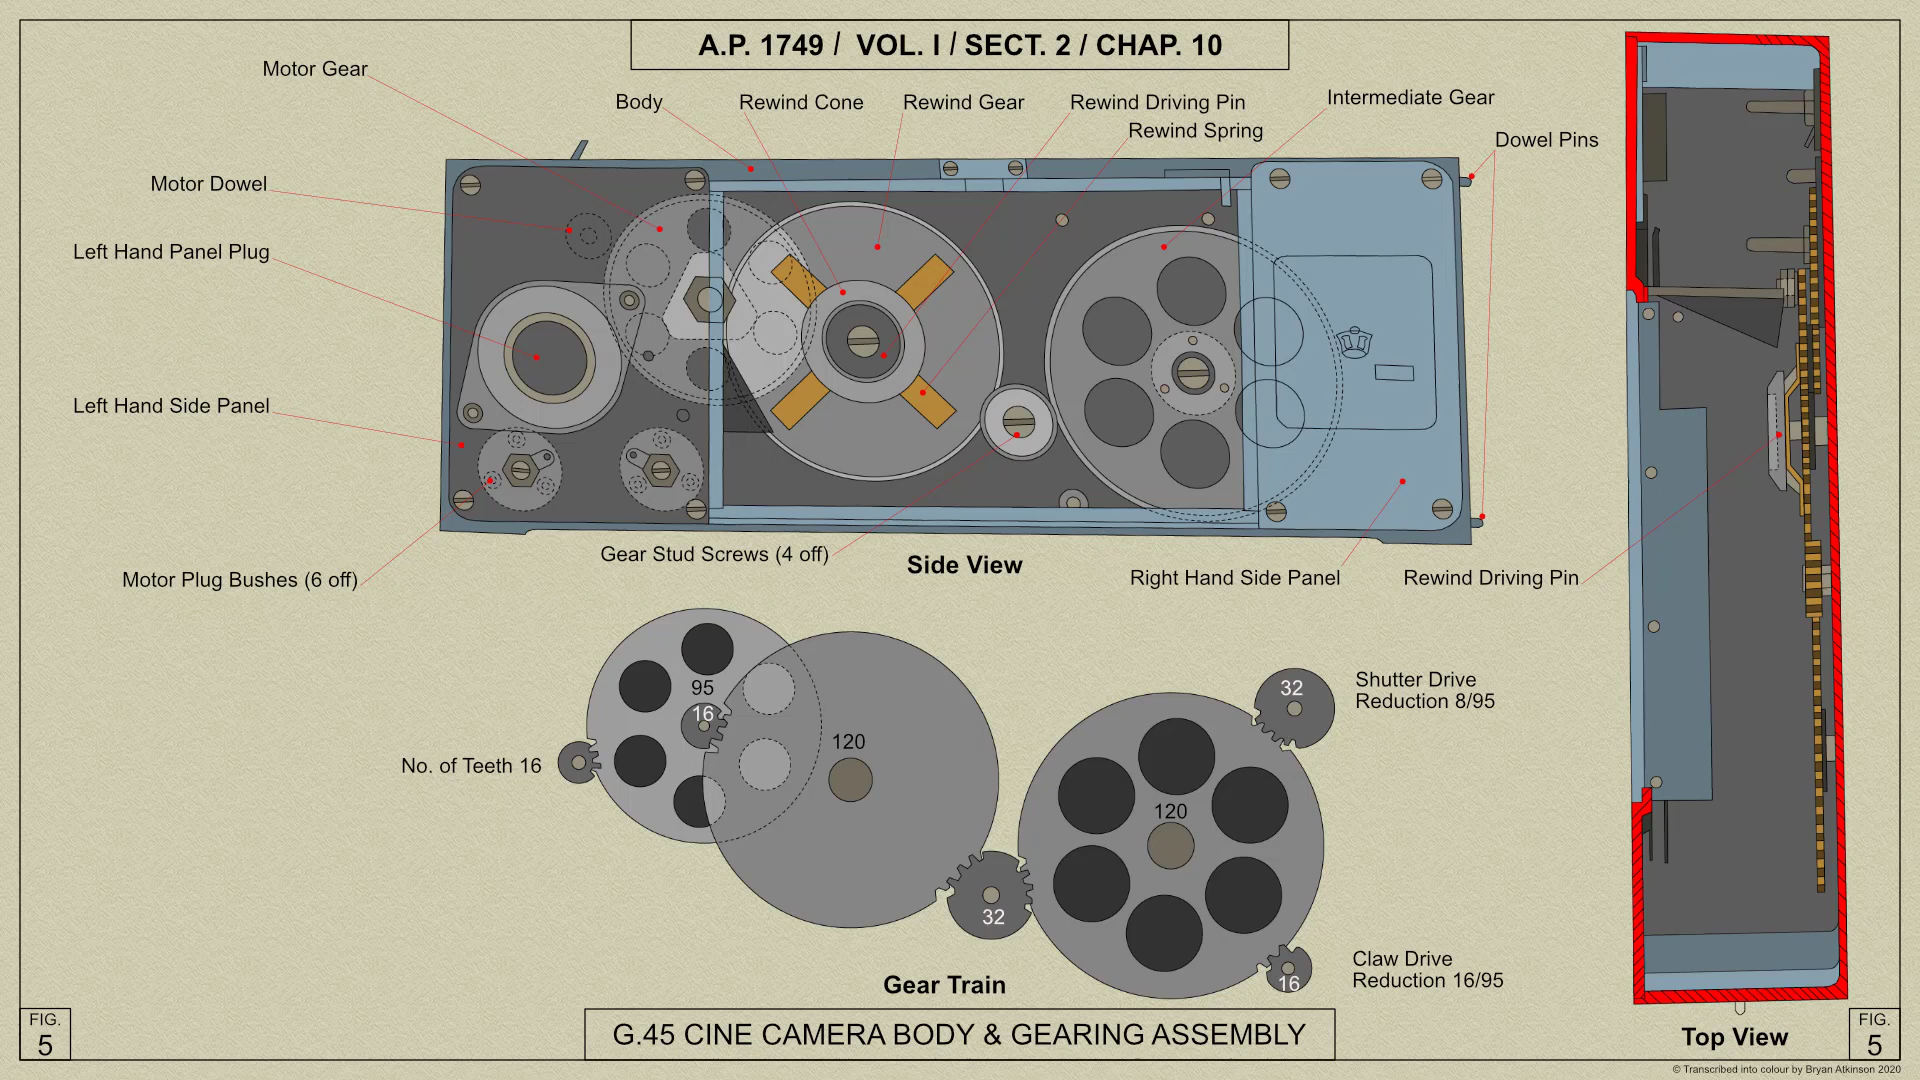 A.P. 1749 / VOL. I / SECT. 2 / CHAP. 10
Motor Gear
Body
Rewind Cone
Rewind Gear
Rewind Driving Pin
Rewind Spring
Intermediate Gear
Dowel Pins
Motor Dowel
Left Hand Panel Plug
Left Hand Side Panel
Motor Plug Bushes (6 off)
Gear Stud Screws (4 off)
Side View
Right Hand Side Panel
Rewind Driving Pin
95
16
No. of Teeth 16
120
32
120
32
Shutter Drive
Reduction 8/95
16
Claw Drive
Reduction 16/95
Gear Train
G.45 CINE CAMERA BODY & GEARING ASSEMBLY
FIG.
5
Top View
FIG.
5
© Transcribed into colour by Bryan Atkinson 2020